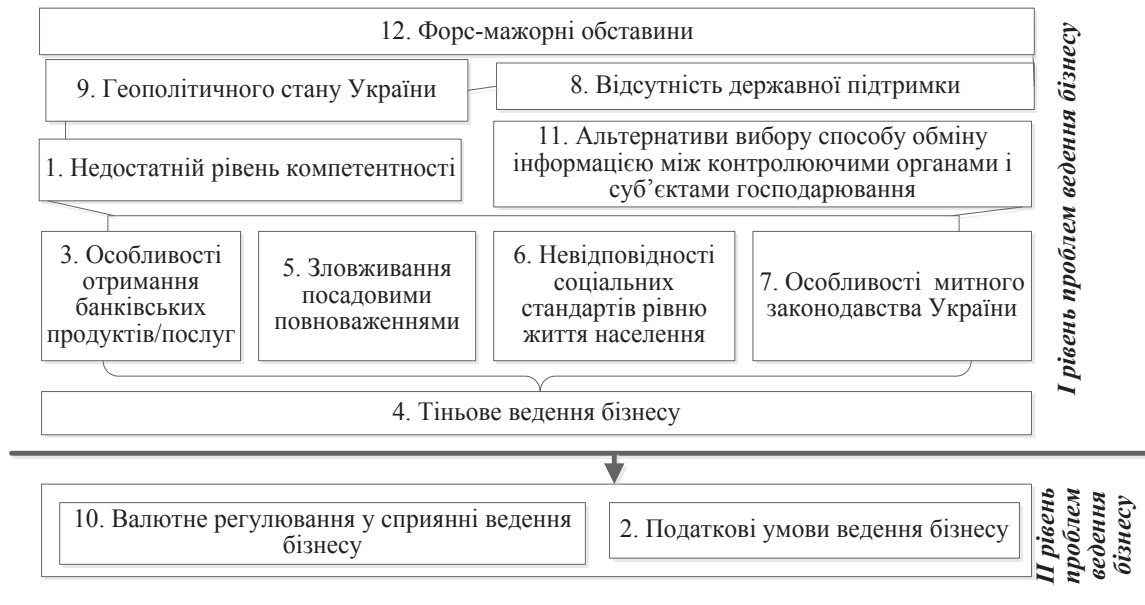 12. Форс-мажорні обставини
9. Геополітичного стану України
8. Відсутність державної підтримки
1. Недостатній рівень компетентності
11. Альтернативи вибору способу обміну
інформацією між контролюючими органами і
суб’єктами господарювання
3. Особливості
отримання
банківських
продуктів/послуг
5. Зловживання
посадовими
повноваженнями
6. Невідповідності
соціальних
стандартів рівню
життя населення
7. Особливості митного
законодавства України
4. Тіньове ведення бізнесу
I рівень проблем ведення бізнесу
10. Валютне регулювання у сприянні ведення
бізнесу
2. Податкові умови ведення бізнесу
II рівень
проблем
ведення
бізнесу